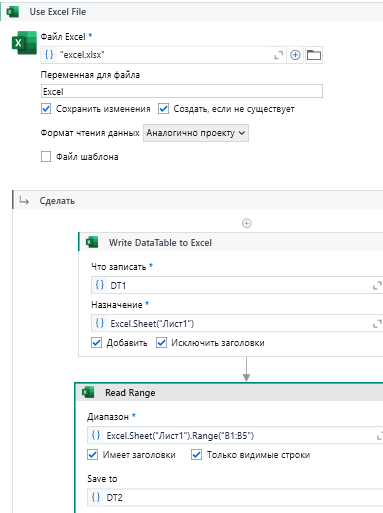 Use Excel File
Файл Excel *
"excel.xlsx"
Переменная для файла
Excel
Сохранить изменения Создать, если не существует
Формат чтения данных Аналогично проекту
Файл шаблона
Сделать
Write DataTable to Excel
Что записать *
DT1
Назначение *
Excel.Sheet("Лист1")
Добавить Исключить заголовки
Read Range
Диапазон *
Excel.Sheet("Лист1").Range("B1:B5")
Имеет заголовки Только видимые строки
Save to
DT2